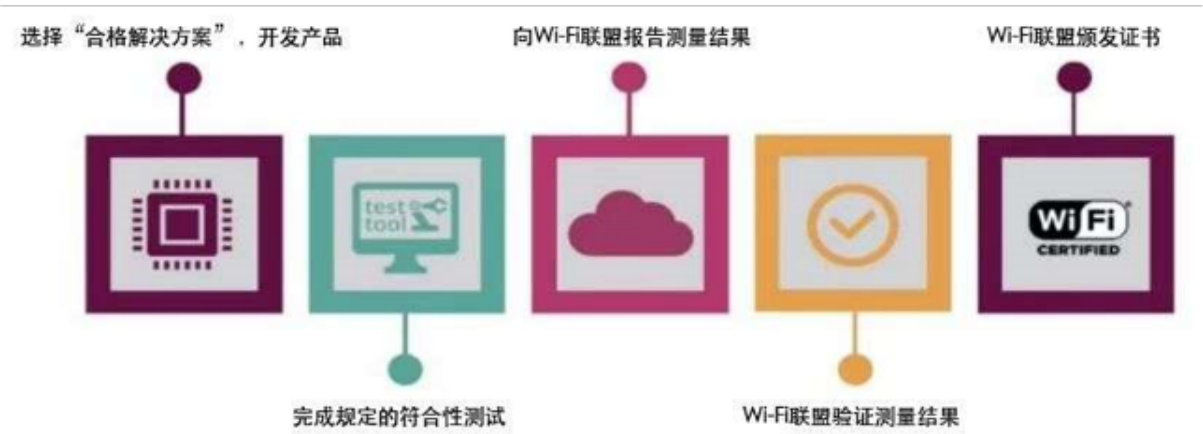 选择“合格解决方案”，开发产品
向Wi-Fi联盟报告测量结果
Wi-Fi联盟颁发证书
test
tool
Wi Fi
CERTIFIED
完成规定的符合性测试
Wi-Fi联盟验证测量结果